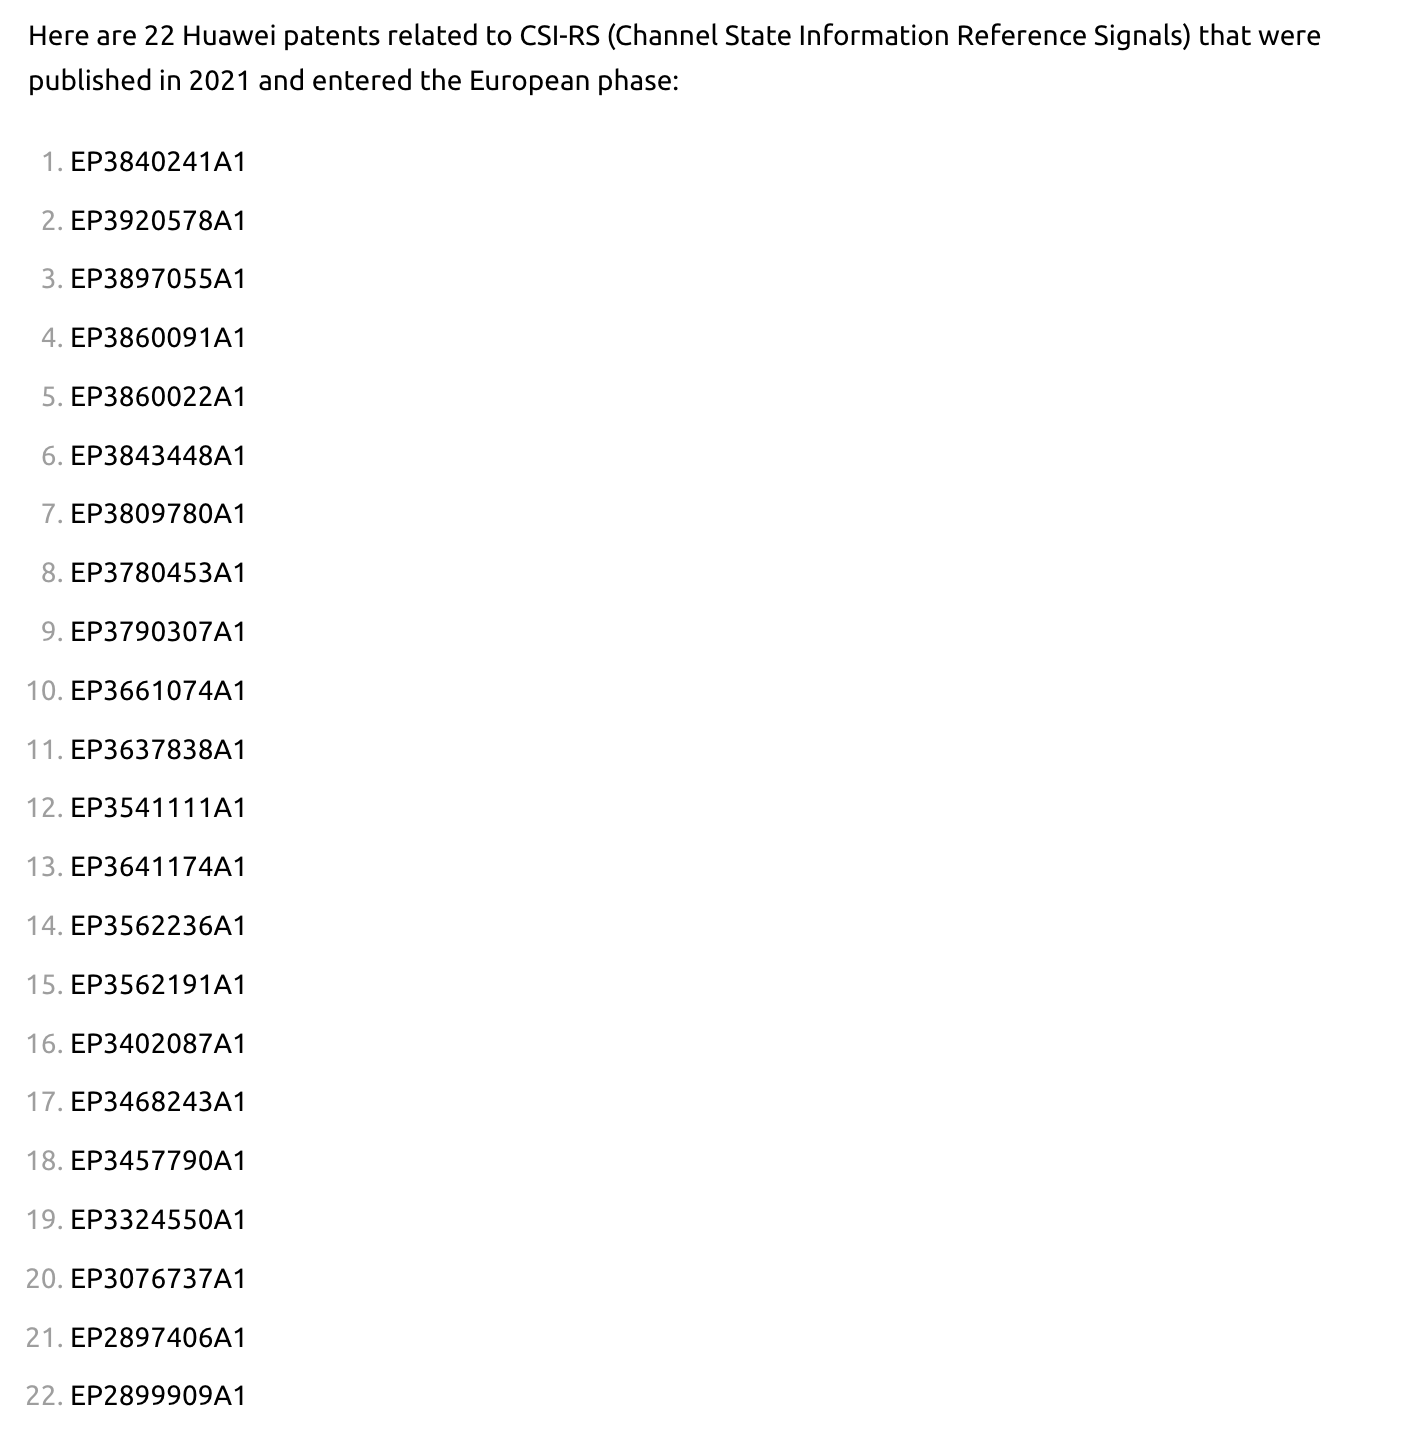 Here are 22 Huawei patents related to CSI-RS (Channel State Information Reference Signals) that were
published in 2021 and entered the European phase:
1. EP3840241A1
2. EP3920578A1
3. EP3897055A1
4. EP3860091A1
5. EP3860022A1
6. EP3843448A1
7. EP3809780A1
8. EP3780453A1
9. EP3790307A1
10. EP3661074A1
11. EP3637838A1
12. EP3541111A1
13. EP3641174A1
14. EP3562236A1
15. EP3562191A1
16. EP3402087A1
17. EP3468243A1
18. EP3457790A1
19. EP3324550A1
20. EP3076737A1
21. EP2897406A1
22. EP2899909A1